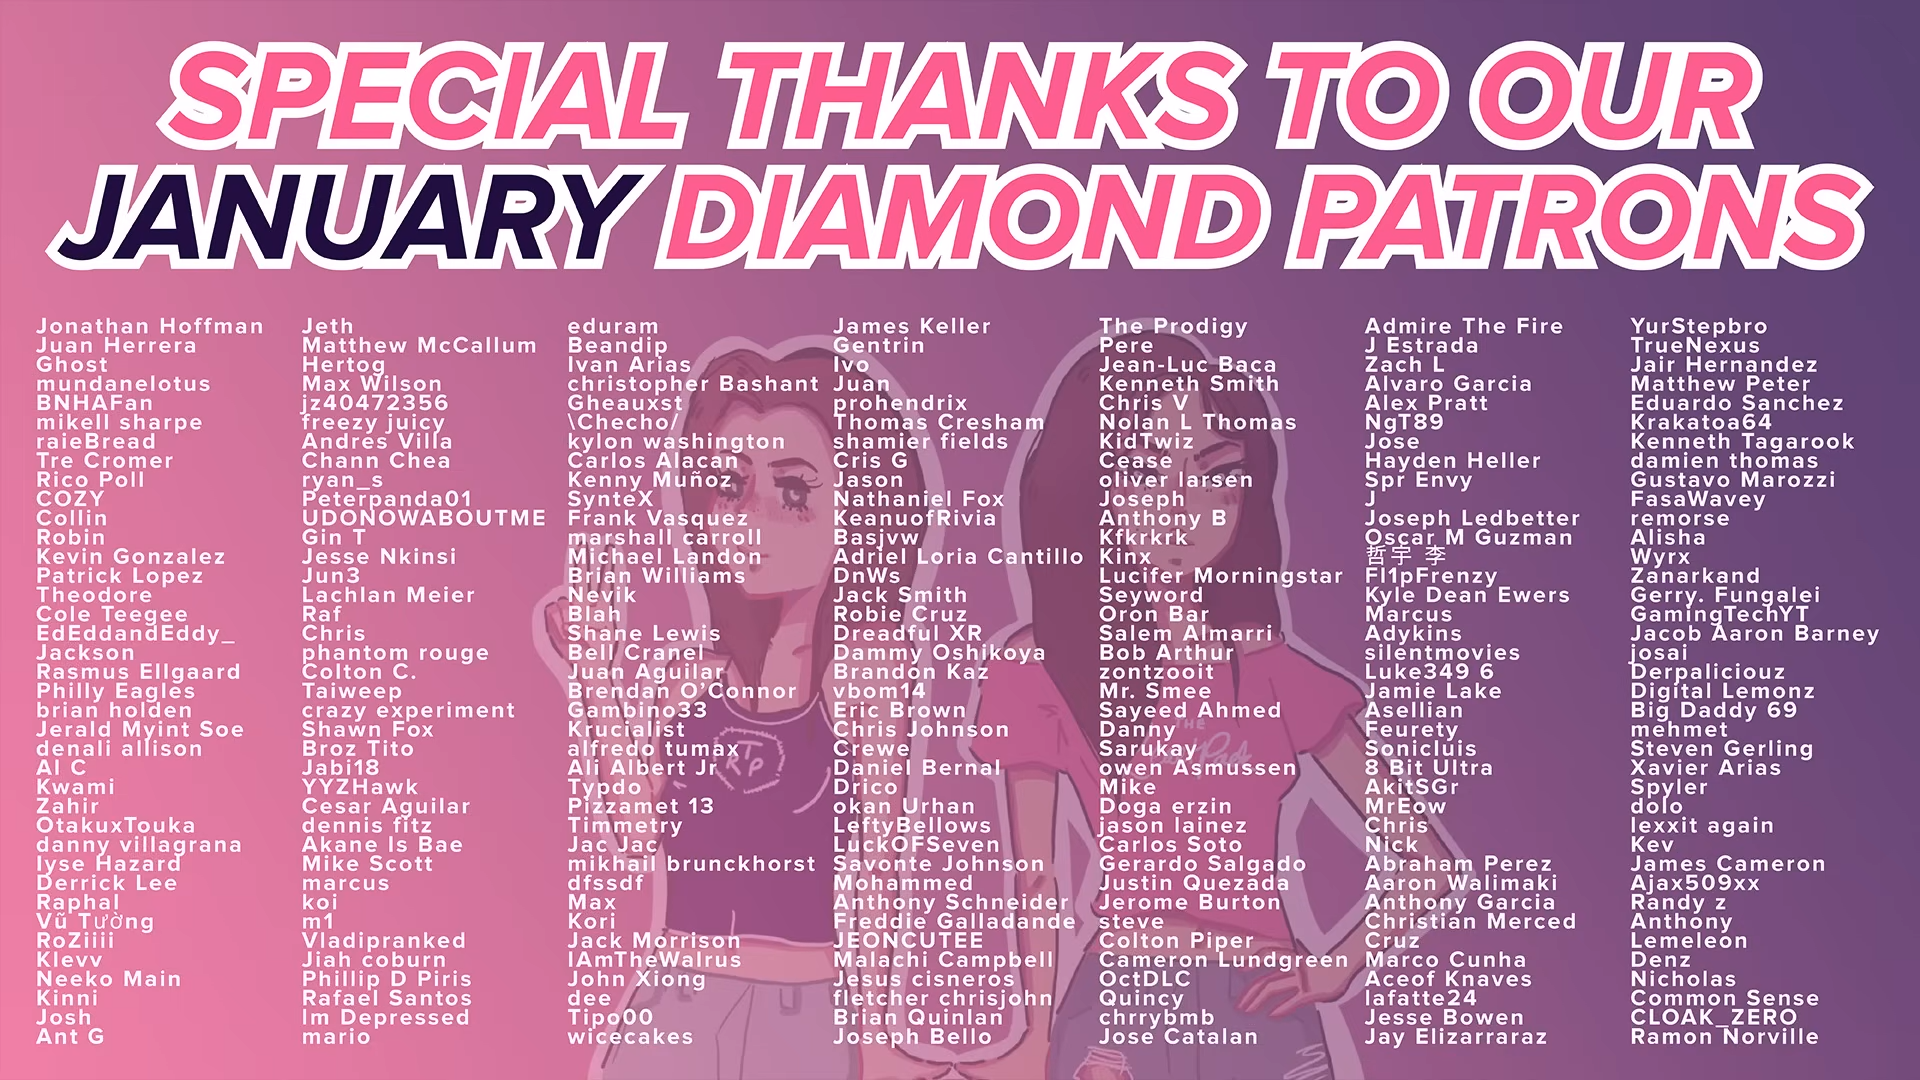 SPECIAL THANKS TO OUR
JANUARY DIAMOND PATRONS
Jonathan Hoffman
Juan Herrera
Ghost
mundanelotus
BNHAFan
mikell sharpe
raieBread
Tre Cromer
Rico Poll
COZY
Collin
Robin
Kevin Gonzalez
Patrick Lopez
Theodore
Cole Teegee
EdEddandEddy_
Jackson
Rasmus Ellgaard
Philly Eagles
brian holden
Jerald Myint Soe
denali allison
Al C
Kwami
Zahir
OtakuxTouka
danny villagrana
lyse Hazard
Derrick Lee
Raphal
Vũ Tường
RoZiiii
Klevv
Neeko Main
Kinni
Josh
Ant G
Jeth
Matthew McCallum
Hertog
Max Wilson
jz40472356
freezy juicy
Andres Villa
Chann Chea
ryan_s
Peterpanda01
UDONOWABOUTME
Gin T
Jesse Nkinsi
Jun3
Lachlan Meier
Raf
Chris
phantom rouge
Colton C.
Taiweep
crazy experiment
Shawn Fox
Broz Tito
Jabi18
YYZHawk
Cesar Aguilar
dennis fitz
Akane Is Bae
Mike Scott
marcus
koi
m1
Vladipranked
Jiah coburn
Phillip D Piris
Rafael Santos
Im Depressed
mario
eduram
Beandip
Ivan Arias
christopher Bashant
Gheauxst
\Checho/
kylon washington
Carlos Alacán
Kenny Muñoz
SynteX
Frank Vasquez
marshall carroll
Michael Landon
Brian Williams
Nevik
Blah
Shane Lewis
Bell Cranel
Juan Aguilar
Brendan O’Connor
Gambino33
Krucialist
alfredo tumax
Ali Albert Jr
Typdo
Pizzamet 13
Timmetry
Jac Jac
mikhail brunckhorst
dfssdf
Max
Kori
Jack Morrison
IAmTheWalrus
John Xiong
dee
Tipo00
wicecakes
James Keller
Gentrin
Ivo
Juan
prohendrix
Thomas Cresham
shamier fields
Cris G
Jason
Nathaniel Fox
KeanuofRivia
Basjvw
Adriel Loria Cantillo
DnWs
Jack Smith
Robie Cruz
Dreadful XR
Dammy Oshikoya
Brandon Kaz
vbom14
Eric Brown
Chris Johnson
Crewe
Daniel Bernal
Drico
okan Urhan
LeftyBellows
LuckOFSeven
Savonte Johnson
Mohammed
Anthony Schneider
Freddie Galladande
JEONCUTEE
Malachi Campbell
Jesus cisneros
fletcher chrisjohn
Brian Quinlan
Joseph Bello
The Prodigy
Pere
Jean-Luc Baca
Kenneth Smith
Chris V
Nolan L Thomas
KidTwiz
Cease
oliver larsen
Joseph
Anthony B
Kfkrkrk
Kinx
Lucifer Morningstar
Seyword
Oron Bar
Salem Almarri
Bob Arthur
zontzooit
Mr. Smee
Sayeed Ahmed
Danny
Sarukay
owen Asmussen
Mike
Doga erzin
jason lainez
Carlos Soto
Gerardo Salgado
Justin Quezada
Jerome Burton
steve
Colton Piper
Cameron Lundgreen
OctDLC
Quincy
chrrybmb
Jose Catalan
Admire The Fire
J Estrada
Zach L
Alvaro Garcia
Alex Pratt
NgT89
Jose
Hayden Heller
Spr Envy
J
Joseph Ledbetter
Oscar M Guzman
哲宇 李
Fl1pFrenzy
Kyle Dean Ewers
Marcus
Adykins
silentmovies
Luke349 6
Jamie Lake
Asellian
Feurety
Sonicluis
8 Bit Ultra
AkitSGr
MrEow
Chris
Nick
Abraham Perez
Aaron Walimaki
Anthony Garcia
Christian Merced
Cruz
Marco Cunha
Aceof Knaves
lafatte24
Jesse Bowen
Jay Elizarraraz
YurStepbro
TrueNexus
Jair Hernandez
Matthew Peter
Eduardo Sanchez
Krakatoa64
Kenneth Tagarook
damien thomas
Gustavo Marozzi
FasaWavey
remorse
Alisha
Wyrx
Zanarkand
Gerry. Fungalei
GamingTechYT
Jacob Aaron Barney
josai
Derpaliciouz
Digital Lemonz
Big Daddy 69
mehmet
Steven Gerling
Xavier Arias
Spyler
dolo
lexxit again
Kev
James Cameron
Ajax509xx
Randy z
Anthony
Lemeleon
Denz
Nicholas
Common Sense
CLOAK_ZERO
Ramon Norville
RTP
THE
Pack